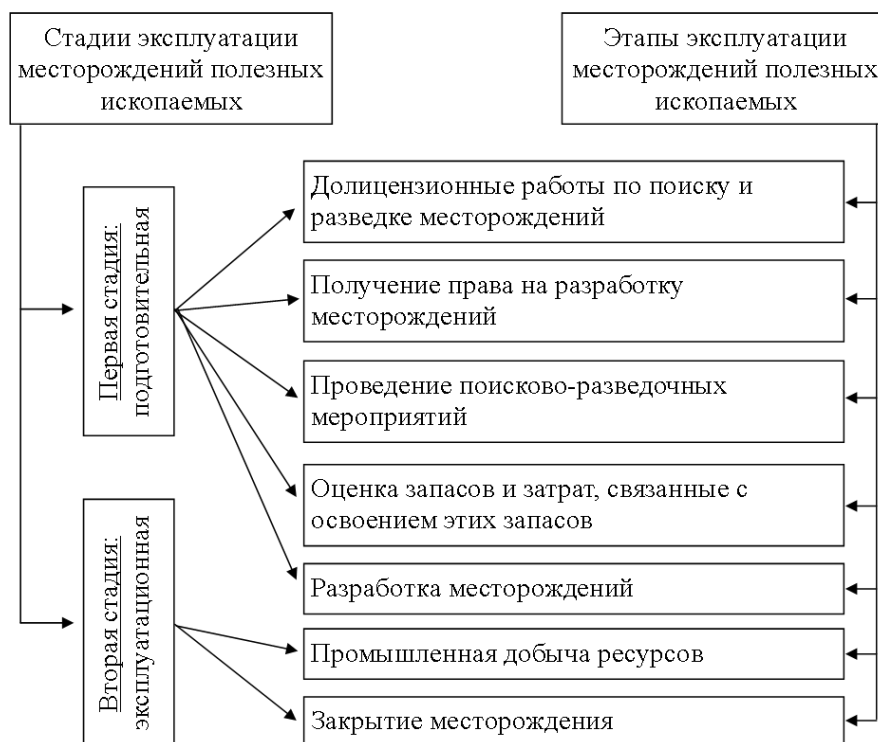 Стадии эксплуатации
месторождений полезных
ископаемых
Этапы эксплуатации
месторождений полезных
ископаемых
Первая стадия:
подготовительная
Долицензионные работы по поиску и
разведке месторождений
Получение права на разработку
месторождений
Проведение поисково-разведочных
мероприятий
Оценка запасов и затрат, связанные с
освоением этих запасов
Разработка месторождений
Вторая стадия:
эксплуатационная
Промышленная добыча ресурсов
Закрытие месторождения